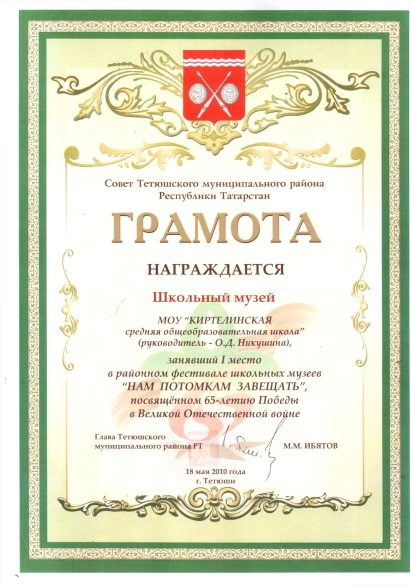 Совет Тетюшского муниципального района
Республики Татарстан
ГРАМОТА
НАГРАЖДАЕТСЯ
Школьный музей
МОУ "КИРТЕЛИНСКАЯ
средняя общеобразовательная школа"
(руководитель - О.Д. Никушина),
занявший I место
в районном фестивале школьных музеев
"НАМ ПОТОМКАМ ЗАВЕЩАТЬ",
посвящённом 65-летию Победы
в Великой Отечественной войне
Глава Тетюшского
муниципального района РТ
М.М. ИБЯТОВ
18 мая 2010 года
г. Тетюши